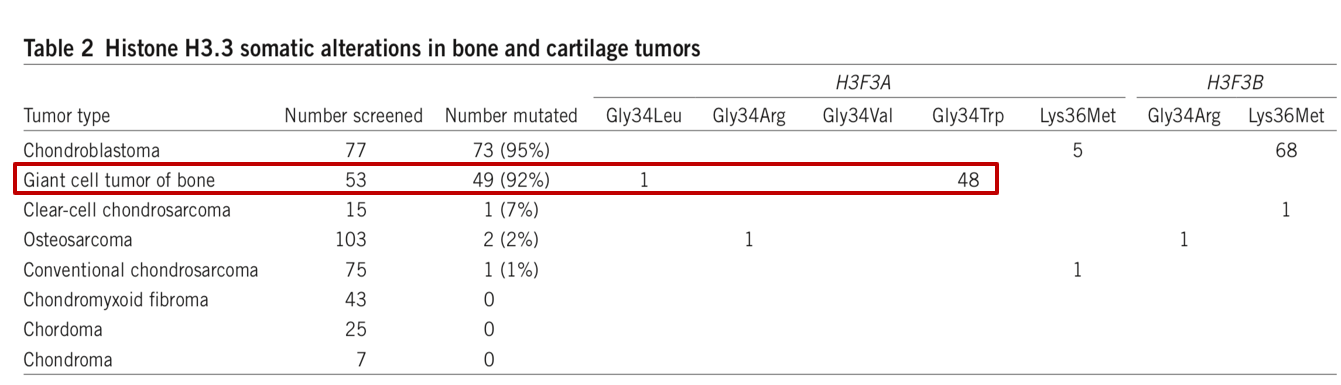 Table 2 Histone H3.3 somatic alterations in bone and cartilage tumors
H3F3A H3F3B
Tumor type Number screened Number mutated Gly34Leu Gly34Arg Gly34Val Gly34Trp Lys36Met Gly34Arg Lys36Met
Chondroblastoma 77 73 (95%) 5 68
Giant cell tumor of bone 53 49 (92%) 1 48
Clear-cell chondrosarcoma 15 1 (7%) 1
Osteosarcoma 103 2 (2%) 1 1
Conventional chondrosarcoma 75 1 (1%) 1
Chondromyxoid fibroma 43 0
Chordoma 25 0
Chondroma 7 0